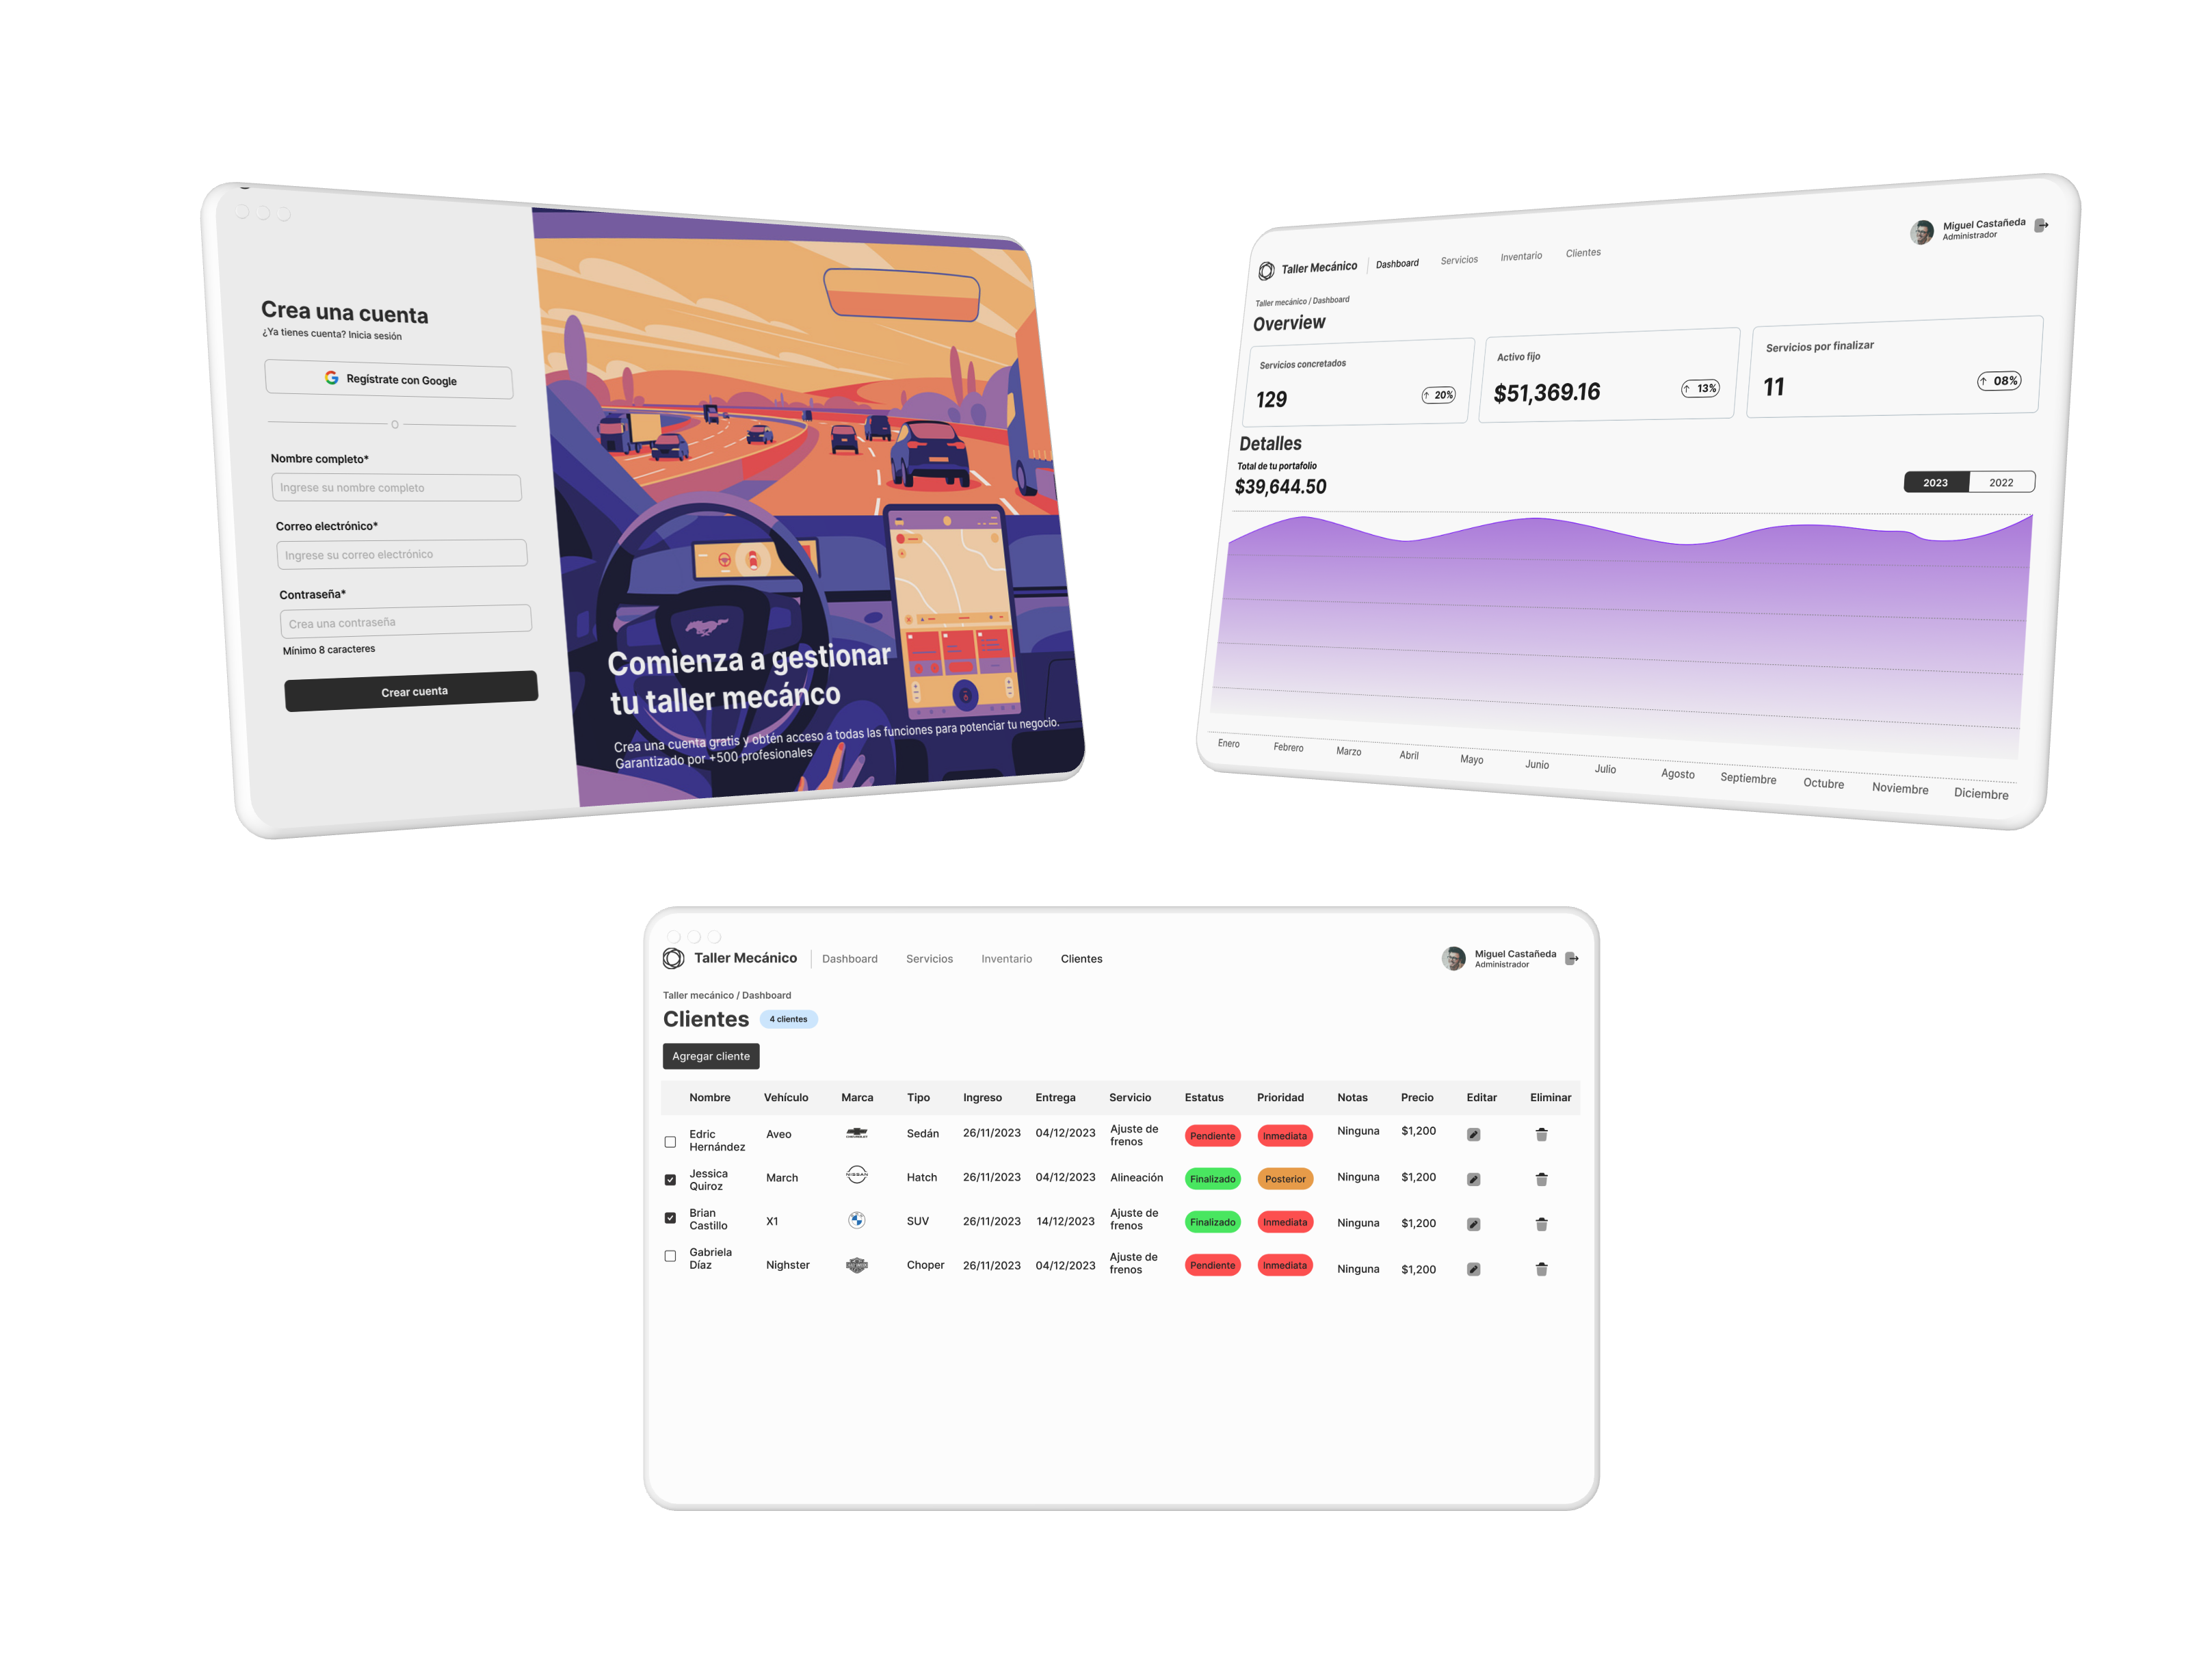 Crea una cuenta
¿Ya tienes cuenta? Inicia sesión
Regístrate con Google
O
Nombre completo*
Ingrese su nombre completo
Correo electrónico*
Ingrese su correo electrónico
Contraseña*
Crea una contraseña
Mínimo 8 caracteres
Crear cuenta
Comienza a gestionar
tu taller mecánco
Crea una cuenta gratis y obtén acceso a todas las funciones para potenciar tu negocio.
Garantizado por +500 profesionales
Taller Mecánico Dashboard Servicios Inventario Clientes
Miguel Castañeda
Administrador
Taller mecánico / Dashboard
Overview
Servicios concretados
129 ↑ 20%
Activo fijo
$51,369.16 ↑ 13%
Servicios por finalizar
11 ↑ 08%
Detalles
Total de tu portafolio
$39,644.50
2023 2022
Enero Febrero Marzo Abril Mayo Junio Julio Agosto Septiembre Octubre Noviembre Diciembre
Taller Mecánico Dashboard Servicios Inventario Clientes
Miguel Castañeda
Administrador
Taller mecánico / Dashboard
Clientes 4 clientes
Agregar cliente
Nombre Vehículo Marca Tipo Ingreso Entrega Servicio Estatus Prioridad Notas Precio Editar Eliminar
Edric Hernández Aveo Sedán 26/11/2023 04/12/2023 Ajuste de frenos Pendiente Inmediata Ninguna $1,200
Jessica Quiroz March NISSAN Hatch 26/11/2023 04/12/2023 Alineación Finalizado Posterior Ninguna $1,200
Brian Castillo X1 SUV 26/11/2023 14/12/2023 Ajuste de frenos Finalizado Inmediata Ninguna $1,200
Gabriela Díaz Nighster Choper 26/11/2023 04/12/2023 Ajuste de frenos Pendiente Inmediata Ninguna $1,200